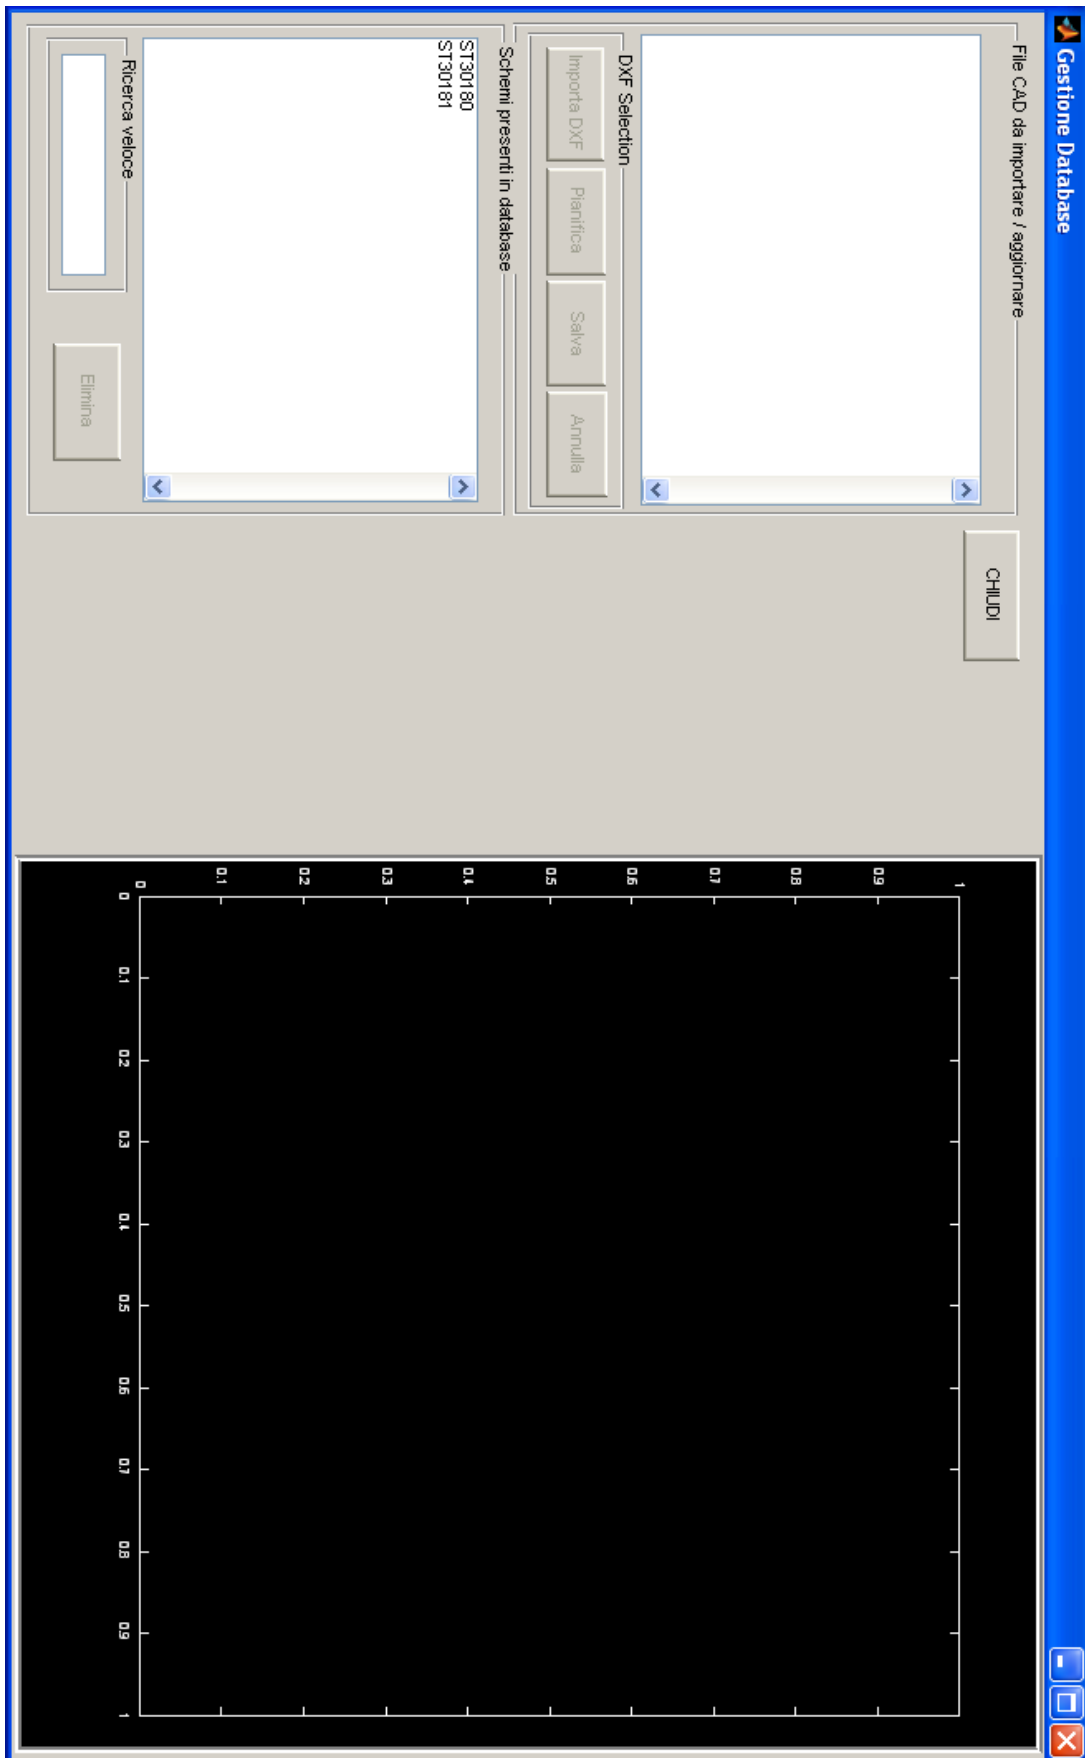 Gestione Database
File CAD da importare / aggiornare
DXF Selection
Importa DXF
Pianifica
Salva
Annulla
Schemi presenti in database
ST30180
ST30181
Ricerca veloce
Elimina
CHIUDI
1
0.9
0.8
0.7
0.6
0.5
0.4
0.3
0.2
0.1
0
0 0.1 0.2 0.3 0.4 0.5 0.6 0.7 0.8 0.9 1